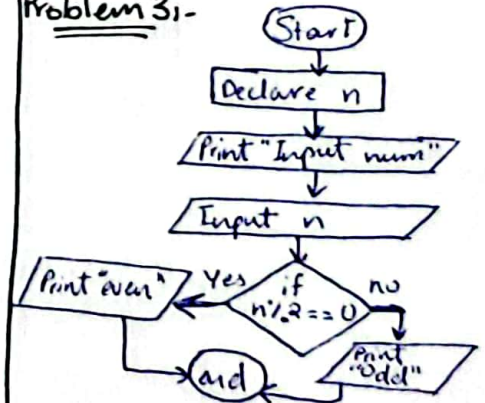 Problem 3:-
Start
Declare n
Print "Input num"
Input n
if
n%2==0
Yes
no
Print "even"
Print
"Odd"
end